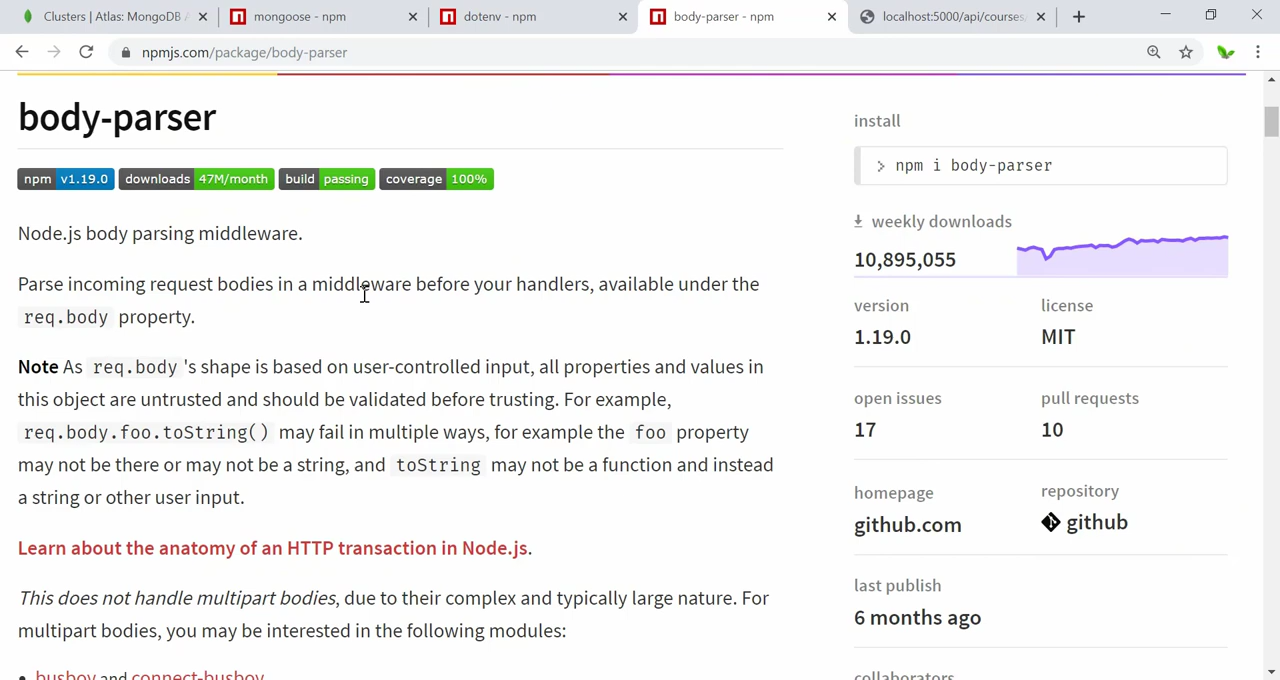 Clusters | Atlas: MongoDB A
mongoose - npm
dotenv - npm
body-parser - npm
localhost:5000/api/courses/
npmjs.com/package/body-parser
body-parser
npm v1.19.0 downloads 47M/month build passing coverage 100%
Node.js body parsing middleware.
Parse incoming request bodies in a middleware before your handlers, available under the
req.body property.
Note As req.body 's shape is based on user-controlled input, all properties and values in
this object are untrusted and should be validated before trusting. For example,
req.body.foo.toString() may fail in multiple ways, for example the foo property
may not be there or may not be a string, and toString may not be a function and instead
a string or other user input.
Learn about the anatomy of an HTTP transaction in Node.js.
This does not handle multipart bodies, due to their complex and typically large nature. For
multipart bodies, you may be interested in the following modules:
• busboy and connect-busboy
install
> npm i body-parser
weekly downloads
10,895,055
version
1.19.0
license
MIT
open issues
17
pull requests
10
homepage
github.com
repository
github
last publish
6 months ago
collaborators